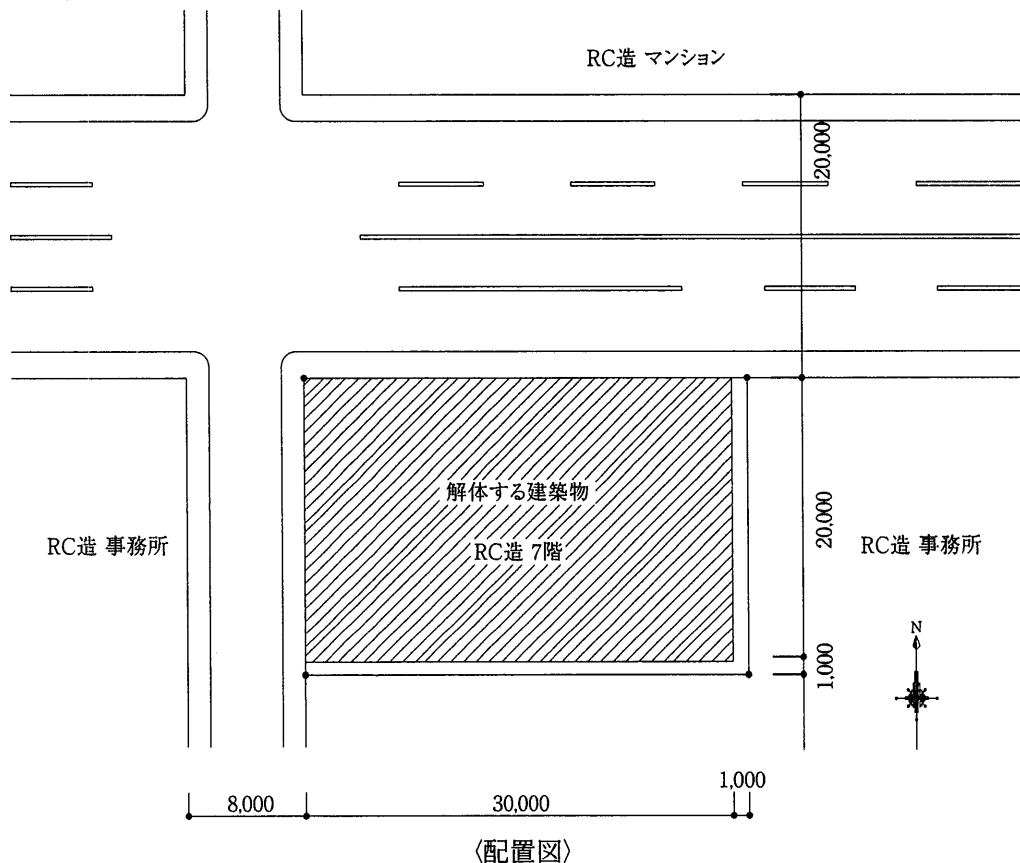 RC造 マンション
20,000
解体する建築物
RC造 7階
RC造 事務所
20,000
RC造 事務所
N
1,000
1,000
8,000
30,000
〈配置図〉